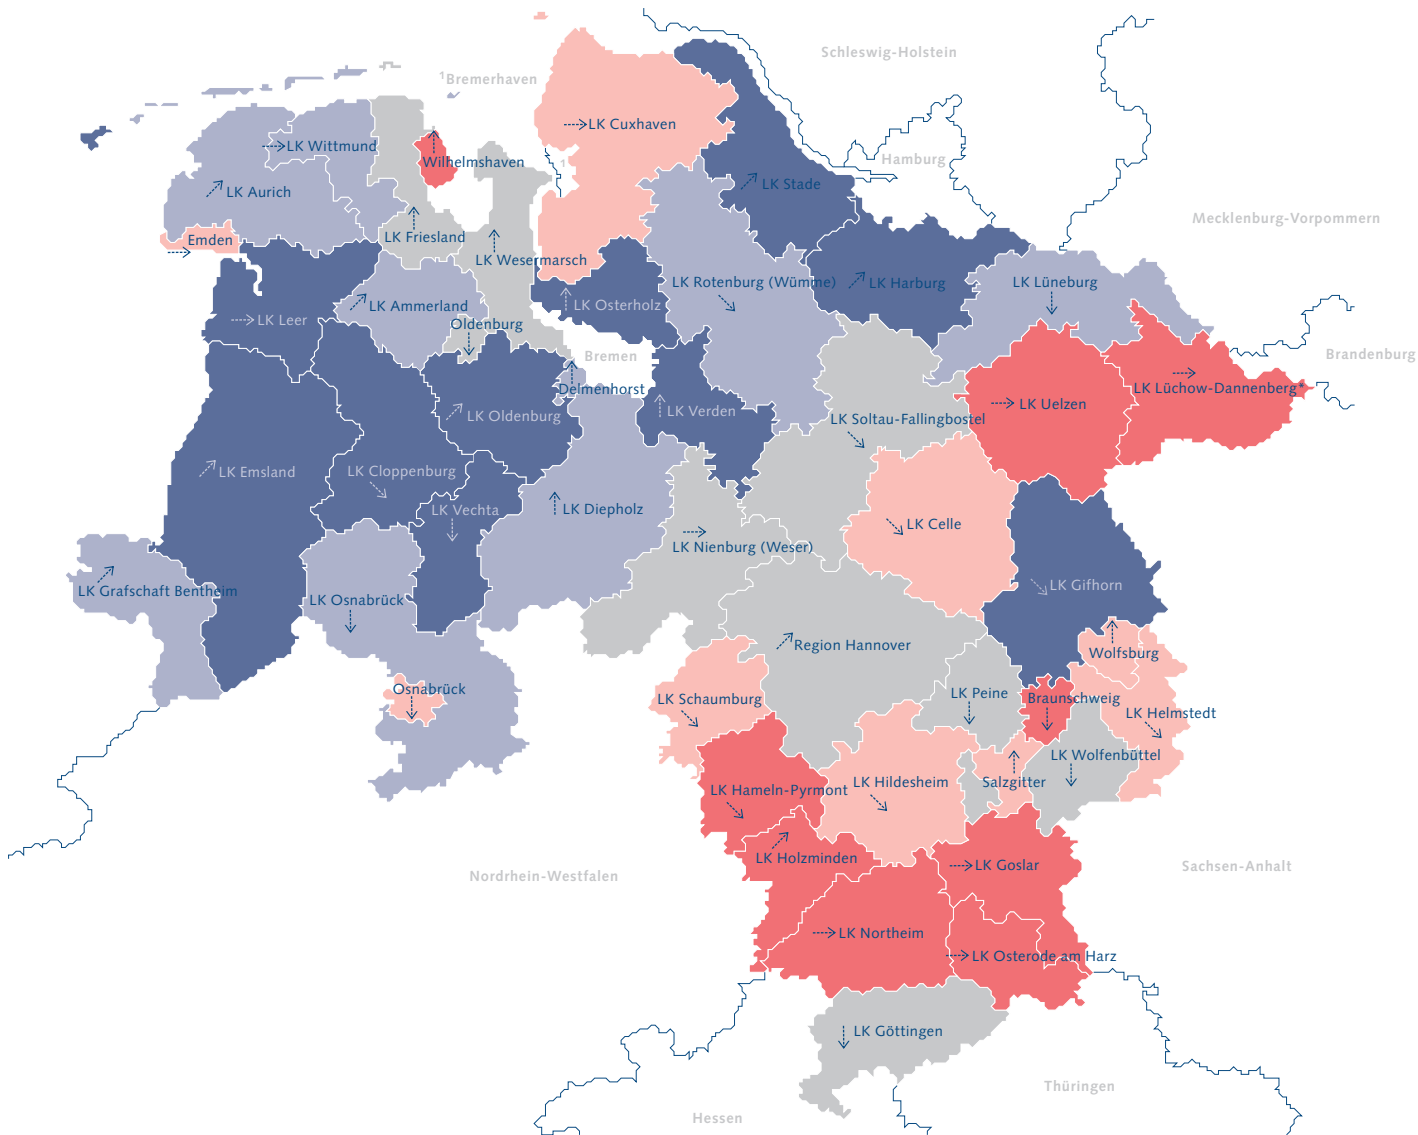 Schleswig-Holstein
¹Bremerhaven
LK Cuxhaven
LK Wittmund
Wilhelmshaven
1
Hamburg
LK Aurich
LK Stade
Mecklenburg-Vorpommern
Emden
LK Friesland
LK Wesermarsch
LK Rotenburg (Wümme)
LK Harburg
LK Lüneburg
LK Ammerland
LK Osterholz
LK Leer
Oldenburg
Bremen
Brandenburg
Delmenhorst
LK Lüchow-Dannenberg*
LK Uelzen
LK Oldenburg
LK Verden
LK Soltau-Fallingbostel
LK Emsland
LK Cloppenburg
LK Vechta
LK Diepholz
LK Celle
LK Nienburg (Weser)
LK Gifhorn
LK Grafschaft Bentheim
LK Osnabrück
Region Hannover
Wolfsburg
Osnabrück
LK Schaumburg
LK Peine
Braunschweig
LK Helmstedt
LK Wolfenbüttel
LK Hameln-Pyrmont
LK Hildesheim
Salzgitter
LK Holzminden
LK Goslar
Sachsen-Anhalt
Nordrhein-Westfalen
LK Northeim
LK Osterode am Harz
LK Göttingen
Thüringen
Hessen